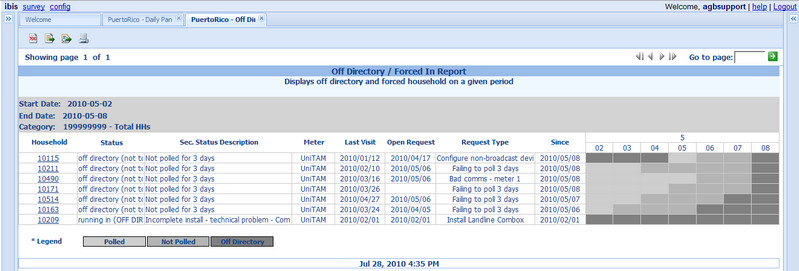 ibis survey config Welcome, agbsupport | help | Logout
Welcome PuertoRico - Daily Pan PuertoRico - Off Dir
Showing page 1 of 1 Go to page:
Off Directory / Forced In Report
Displays off directory and forced household on a given period
Start Date: 2010-05-02
End Date: 2010-05-08
Category: 199999999 - Total HHs
5
Household Status Sec. Status Description Meter Last Visit Open Request Request Type Since 02 03 04 05 06 07 08
10115 off directory (not t Not polled for 3 days UniTAM 2010/01/12 2010/04/17 Configure non-broadcast devi 2010/05/08
10211 off directory (not t Not polled for 3 days UniTAM 2010/02/10 2010/05/06 Failing to poll 3 days 2010/05/08
10490 off directory (not t Not polled for 3 days UniTAM 2010/03/16 2010/05/06 Bad comms - meter 1 2010/05/08
10171 off directory (not t Not polled for 3 days UniTAM 2010/03/26 Failing to poll 3 days 2010/05/08
10514 off directory (not t Not polled for 3 days UniTAM 2010/04/27 2010/05/06 Failing to poll 3 days 2010/05/07
10163 off directory (not t Not polled for 3 days UniTAM 2010/03/24 2010/04/05 Failing to poll 3 days 2010/05/06
10209 running in (OFF DIR Incomplete install - technical problem - Com UniTAM 2010/02/01 2010/02/01 Install Landline Combox 2010/02/01
* Legend Polled Not Polled Off Directory
Jul 28, 2010 4:35 PM